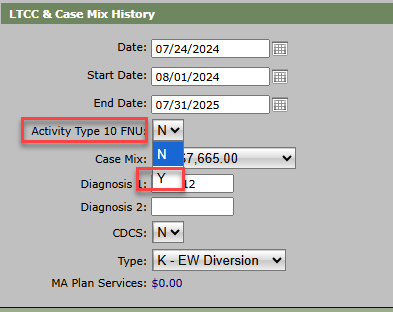 LTCC & Case Mix History
Date: 07/24/2024
Start Date: 08/01/2024
End Date: 07/31/2025
Activity Type 10 FNU: N
N
Y
Case Mix: 7,665.00
Diagnosis 1: 12
Diagnosis 2:
CDCS: N
Type: K - EW Diversion
MA Plan Services: $0.00